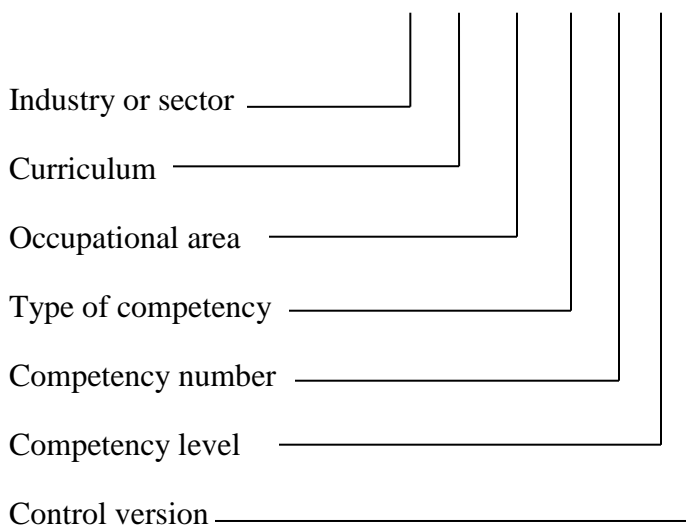 Industry or sector
Curriculum
Occupational area
Type of competency
Competency number
Competency level
Control version